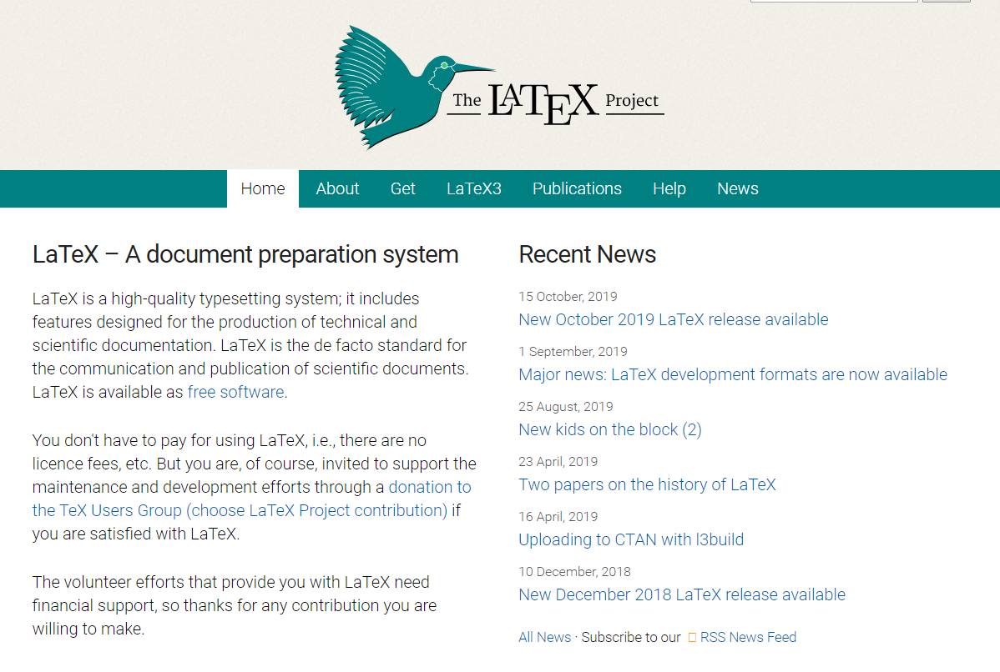 The LATEX Project
Home About Get LaTeX3 Publications Help News
LaTeX – A document preparation system
LaTeX is a high-quality typesetting system; it includes
features designed for the production of technical and
scientific documentation. LaTeX is the de facto standard for
the communication and publication of scientific documents.
LaTeX is available as free software.
You don't have to pay for using LaTeX, i.e., there are no
licence fees, etc. But you are, of course, invited to support the
maintenance and development efforts through a donation to
the TeX Users Group (choose LaTeX Project contribution) if
you are satisfied with LaTeX.
The volunteer efforts that provide you with LaTeX need
financial support, so thanks for any contribution you are
willing to make.
Recent News
15 October, 2019
New October 2019 LaTeX release available
1 September, 2019
Major news: LaTeX development formats are now available
25 August, 2019
New kids on the block (2)
23 April, 2019
Two papers on the history of LaTeX
16 April, 2019
Uploading to CTAN with l3build
10 December, 2018
New December 2018 LaTeX release available
All News · Subscribe to our RSS News Feed